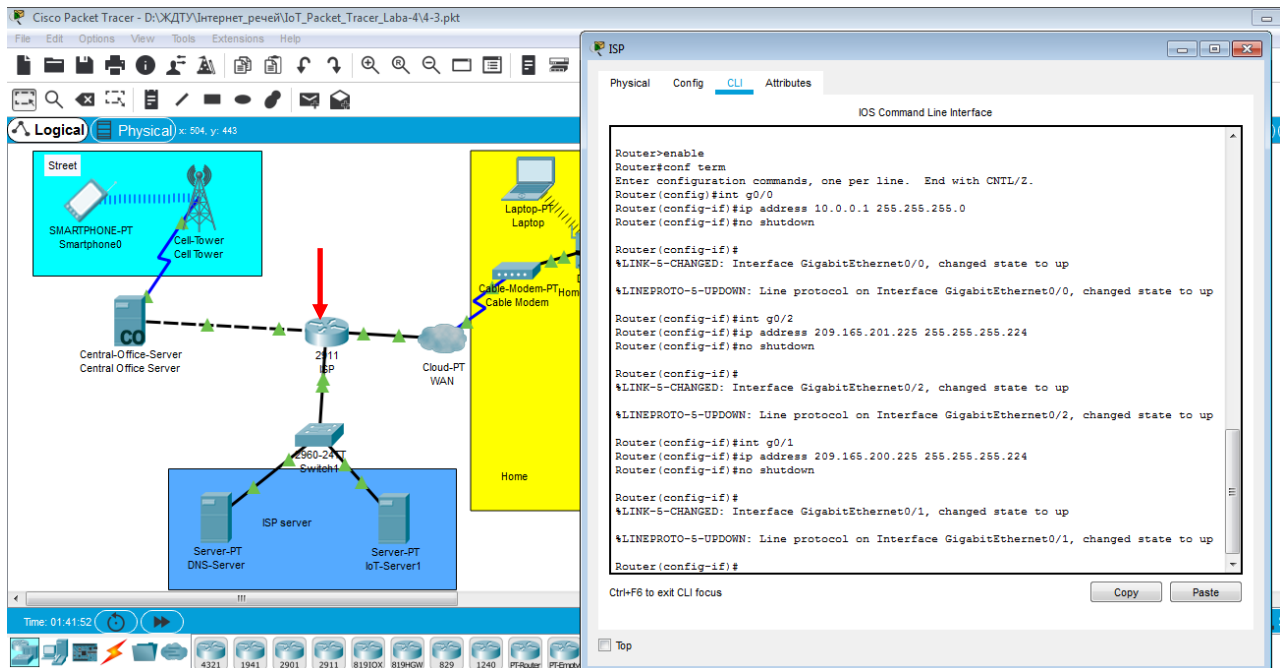 Cisco Packet Tracer - D:\ЖДТУ\Інтернет_речей\IoT_Packet_Tracer_Laba-4\4-3.pkt
File Edit Options View Tools Extensions Help
Logical Physical x: 504, y: 443
Street
SMARTPHONE-PT
Smartphone0
Cell-Tower
Cell Tower
Laptop-PT
Laptop
Cable-Modem-PT
Cable Modem
CO
Central-Office-Server
Central Office Server
2911
ISP
Cloud-PT
WAN
2960-24TT
Switch1
Home
ISP server
Server-PT
DNS-Server
Server-PT
IoT-Server1
Time: 01:41:52
4321 1941 2901 2911 819IOX 819HGW 829 1240 PT-Router PT-Empty
ISP
Physical Config CLI Attributes
IOS Command Line Interface
Router>enable
Router#conf term
Enter configuration commands, one per line. End with CNTL/Z.
Router(config)#int g0/0
Router(config-if)#ip address 10.0.0.1 255.255.255.0
Router(config-if)#no shutdown
Router(config-if)#
%LINK-5-CHANGED: Interface GigabitEthernet0/0, changed state to up
%LINEPROTO-5-UPDOWN: Line protocol on Interface GigabitEthernet0/0, changed state to up
Router(config-if)#int g0/2
Router(config-if)#ip address 209.165.201.225 255.255.255.224
Router(config-if)#no shutdown
Router(config-if)#
%LINK-5-CHANGED: Interface GigabitEthernet0/2, changed state to up
%LINEPROTO-5-UPDOWN: Line protocol on Interface GigabitEthernet0/2, changed state to up
Router(config-if)#int g0/1
Router(config-if)#ip address 209.165.200.225 255.255.255.224
Router(config-if)#no shutdown
Router(config-if)#
%LINK-5-CHANGED: Interface GigabitEthernet0/1, changed state to up
%LINEPROTO-5-UPDOWN: Line protocol on Interface GigabitEthernet0/1, changed state to up
Router(config-if)#
Ctrl+F6 to exit CLI focus
Copy Paste
Top